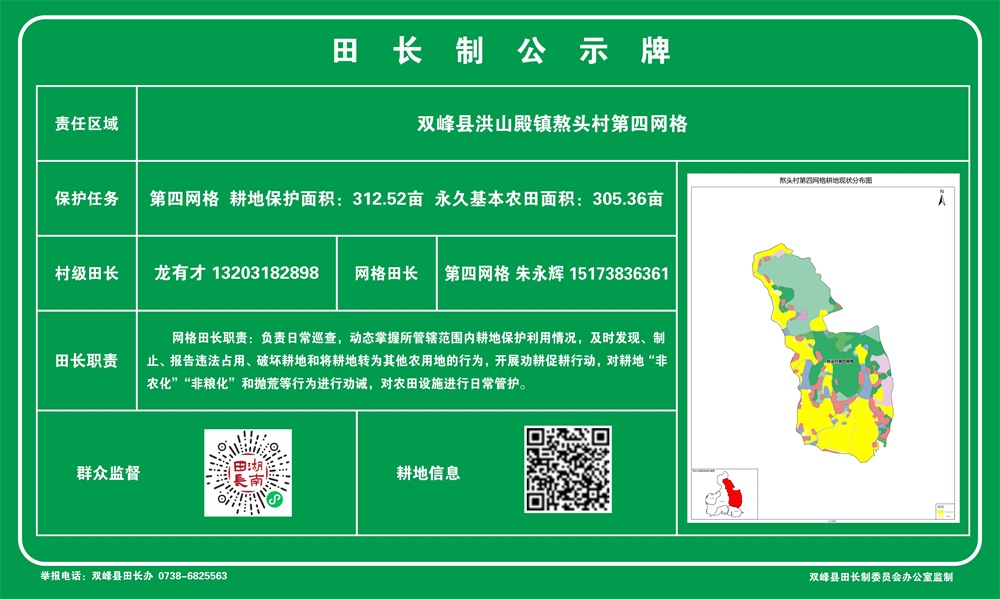 田长制公示牌
责任区域
双峰县洪山殿镇熬头村第四网格
保护任务
第四网格 耕地保护面积：312.52亩 永久基本农田面积：305.36亩
村级田长
龙有才 13203182898
网格田长
第四网格 朱永辉 15173836361
田长职责
网格田长职责：负责日常巡查，动态掌握所管辖范围内耕地保护利用情况，及时发现、制
止、报告违法占用、破坏耕地和将耕地转为其他农用地的行为，开展劝耕促耕行动，对耕地“非
农化”“非粮化”和抛荒等行为进行劝诫，对农田设施进行日常管护。
群众监督
湖南
田長
耕地信息
熬头村第四网格耕地现状分布图
N
举报电话：双峰县田长办 0738-6825563
双峰县田长制委员会办公室监制